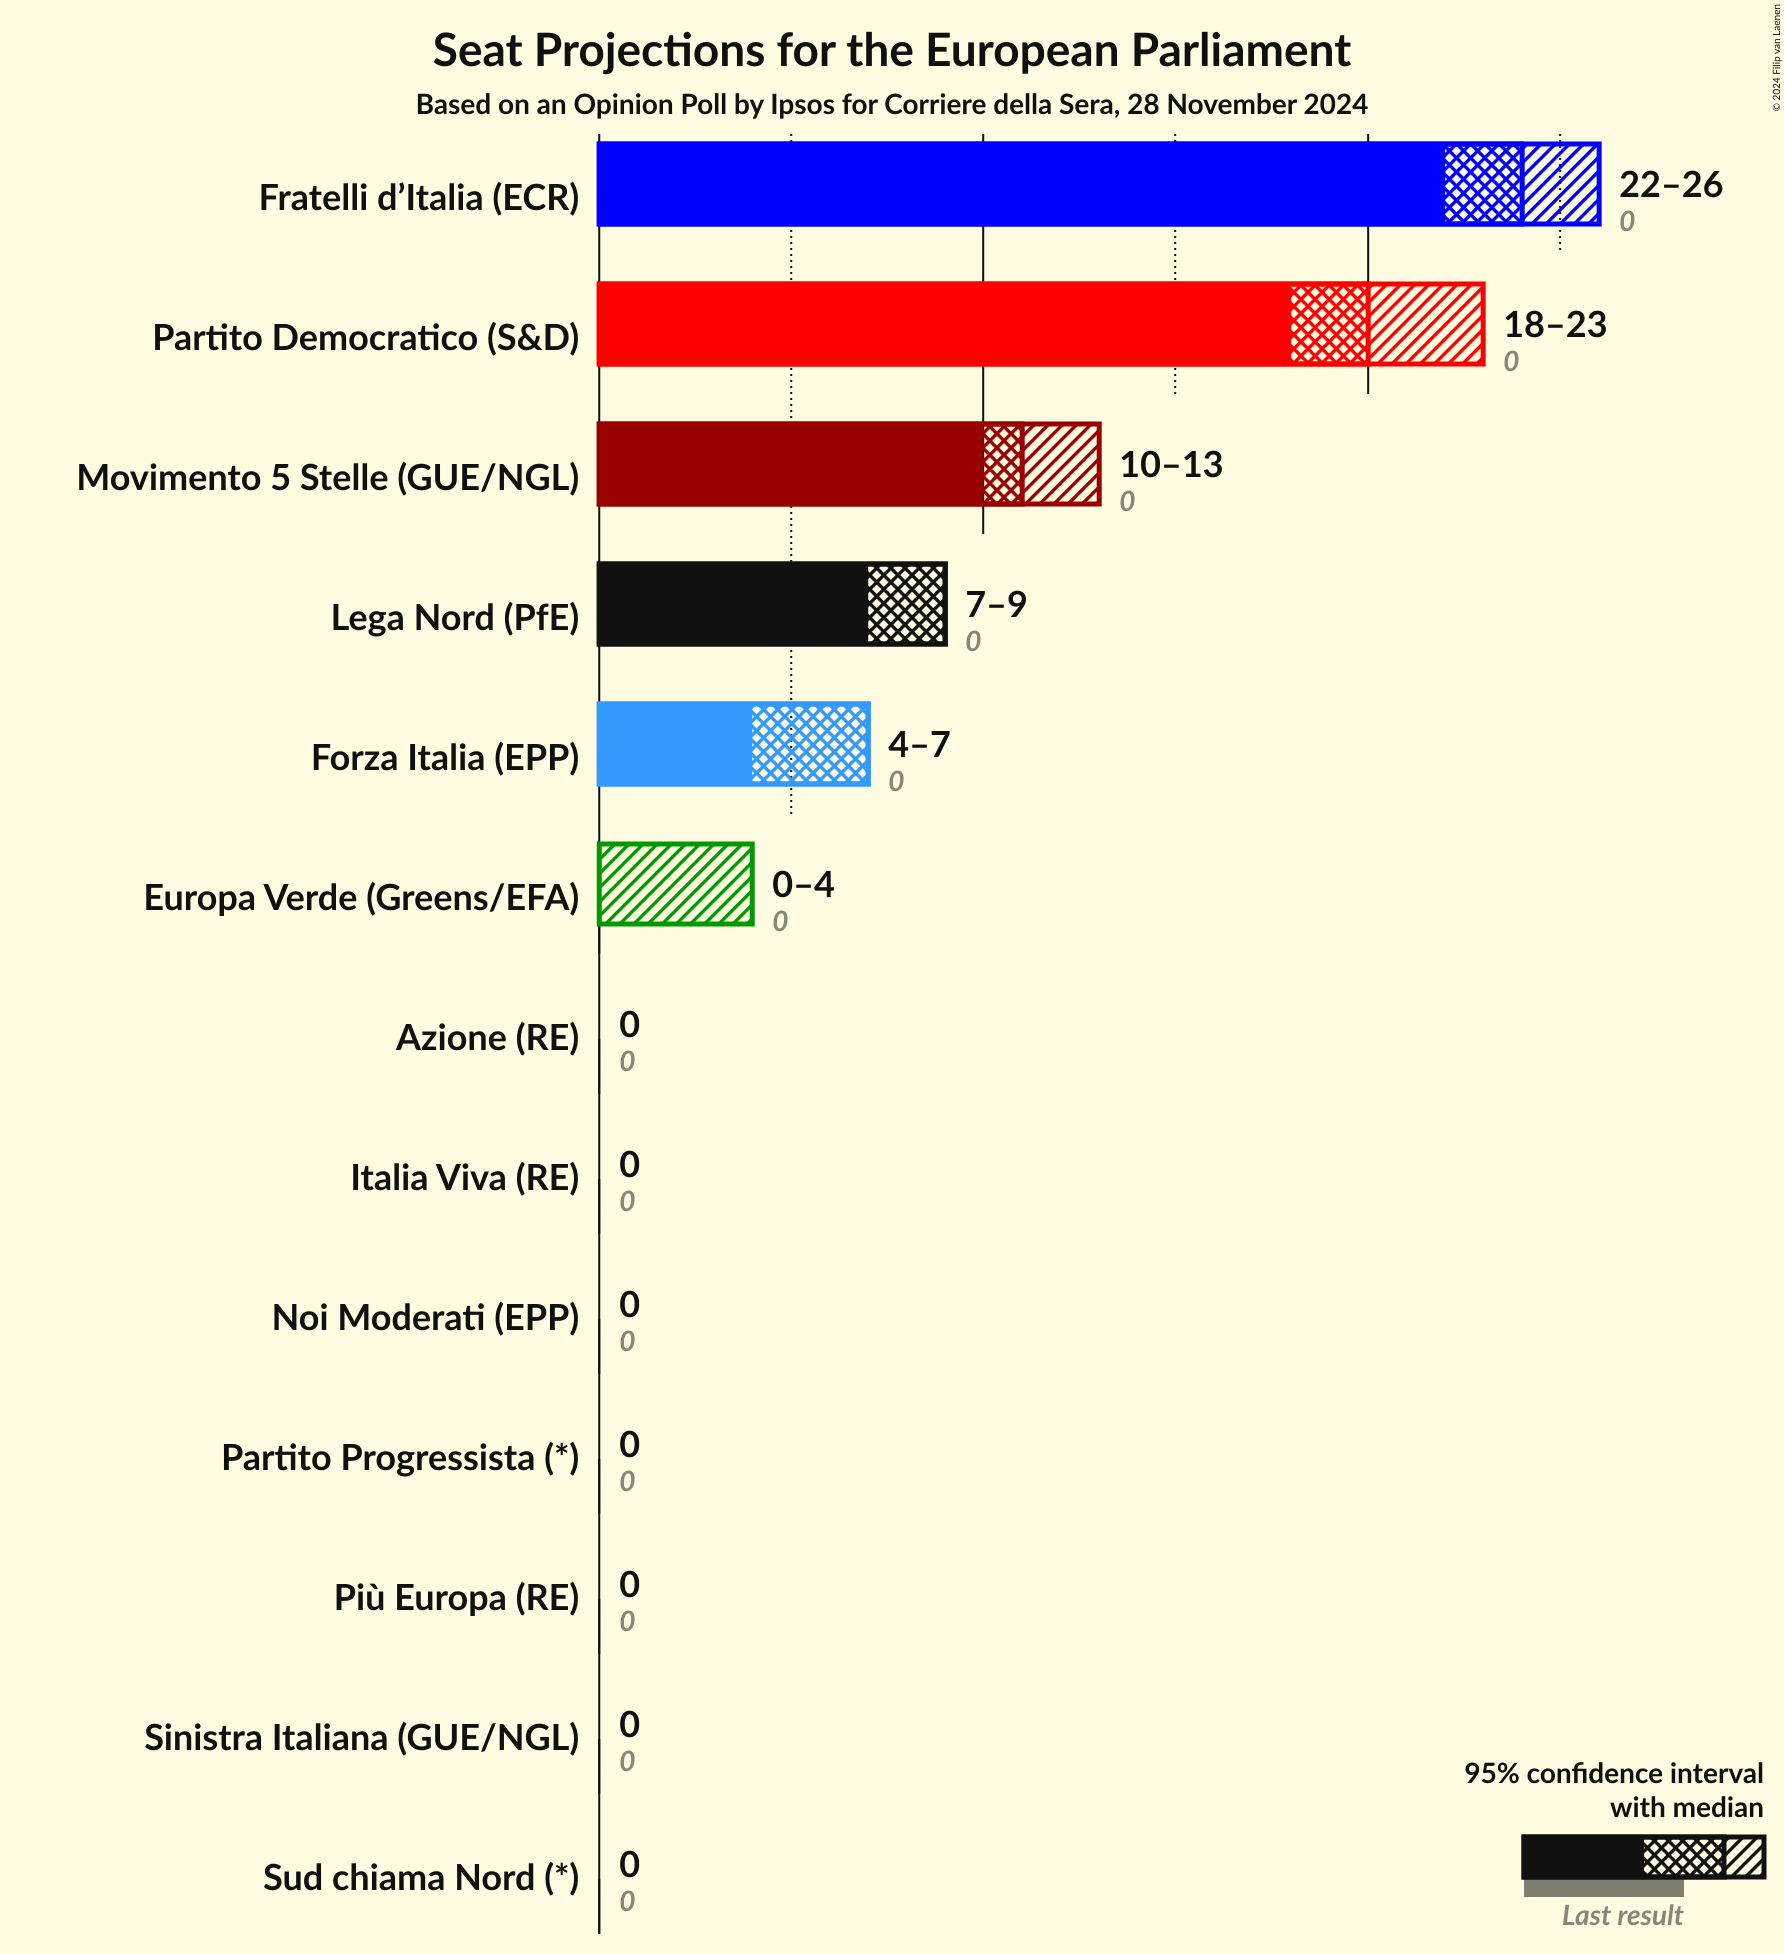 Seat Projections for the European Parliament
Based on an Opinion Poll by Ipsos for Corriere della Sera, 28 November 2024
© 2024 Filip van Laenen
Fratelli d’Italia (ECR)
22–26
0
Partito Democratico (S&D)
18–23
0
Movimento 5 Stelle (GUE/NGL)
10–13
0
Lega Nord (PfE)
7–9
0
Forza Italia (EPP)
4–7
0
Europa Verde (Greens/EFA)
0–4
0
Azione (RE)
0
0
Italia Viva (RE)
0
0
Noi Moderati (EPP)
0
0
Partito Progressista (*)
0
0
Più Europa (RE)
0
0
Sinistra Italiana (GUE/NGL)
0
0
Sud chiama Nord (*)
0
0
95% confidence interval
with median
Last result